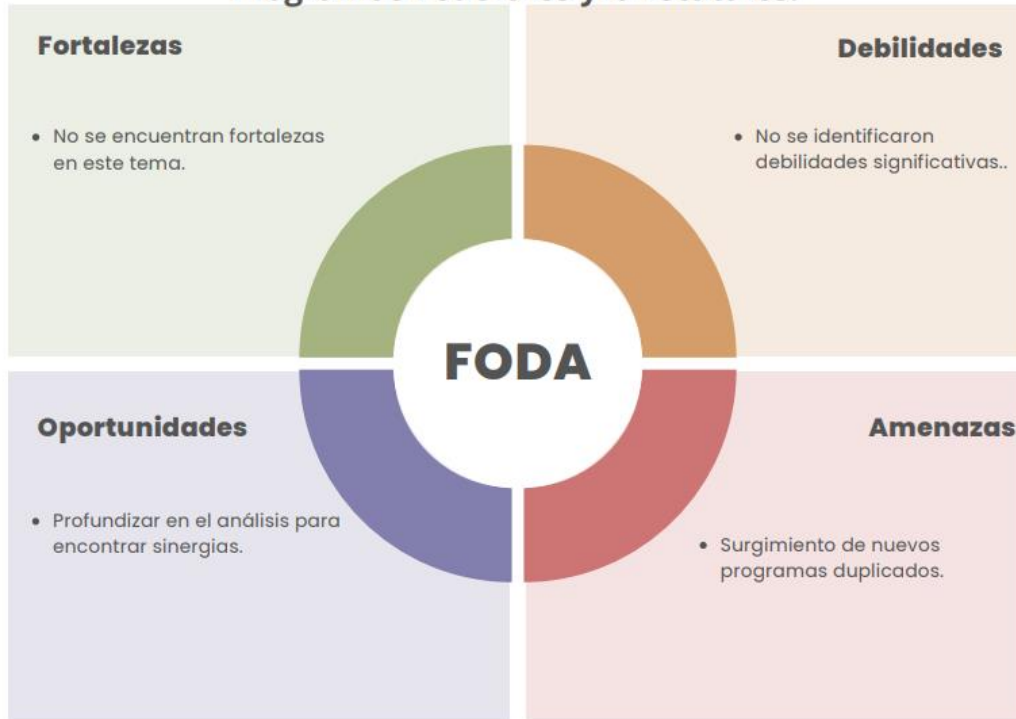 Fortalezas
Debilidades
• No se encuentran fortalezas
en este tema.
• No se identificaron
debilidades significativas..
FODA
Oportunidades
Amenazas
• Profundizar en el análisis para
encontrar sinergias.
• Surgimiento de nuevos
programas duplicados.